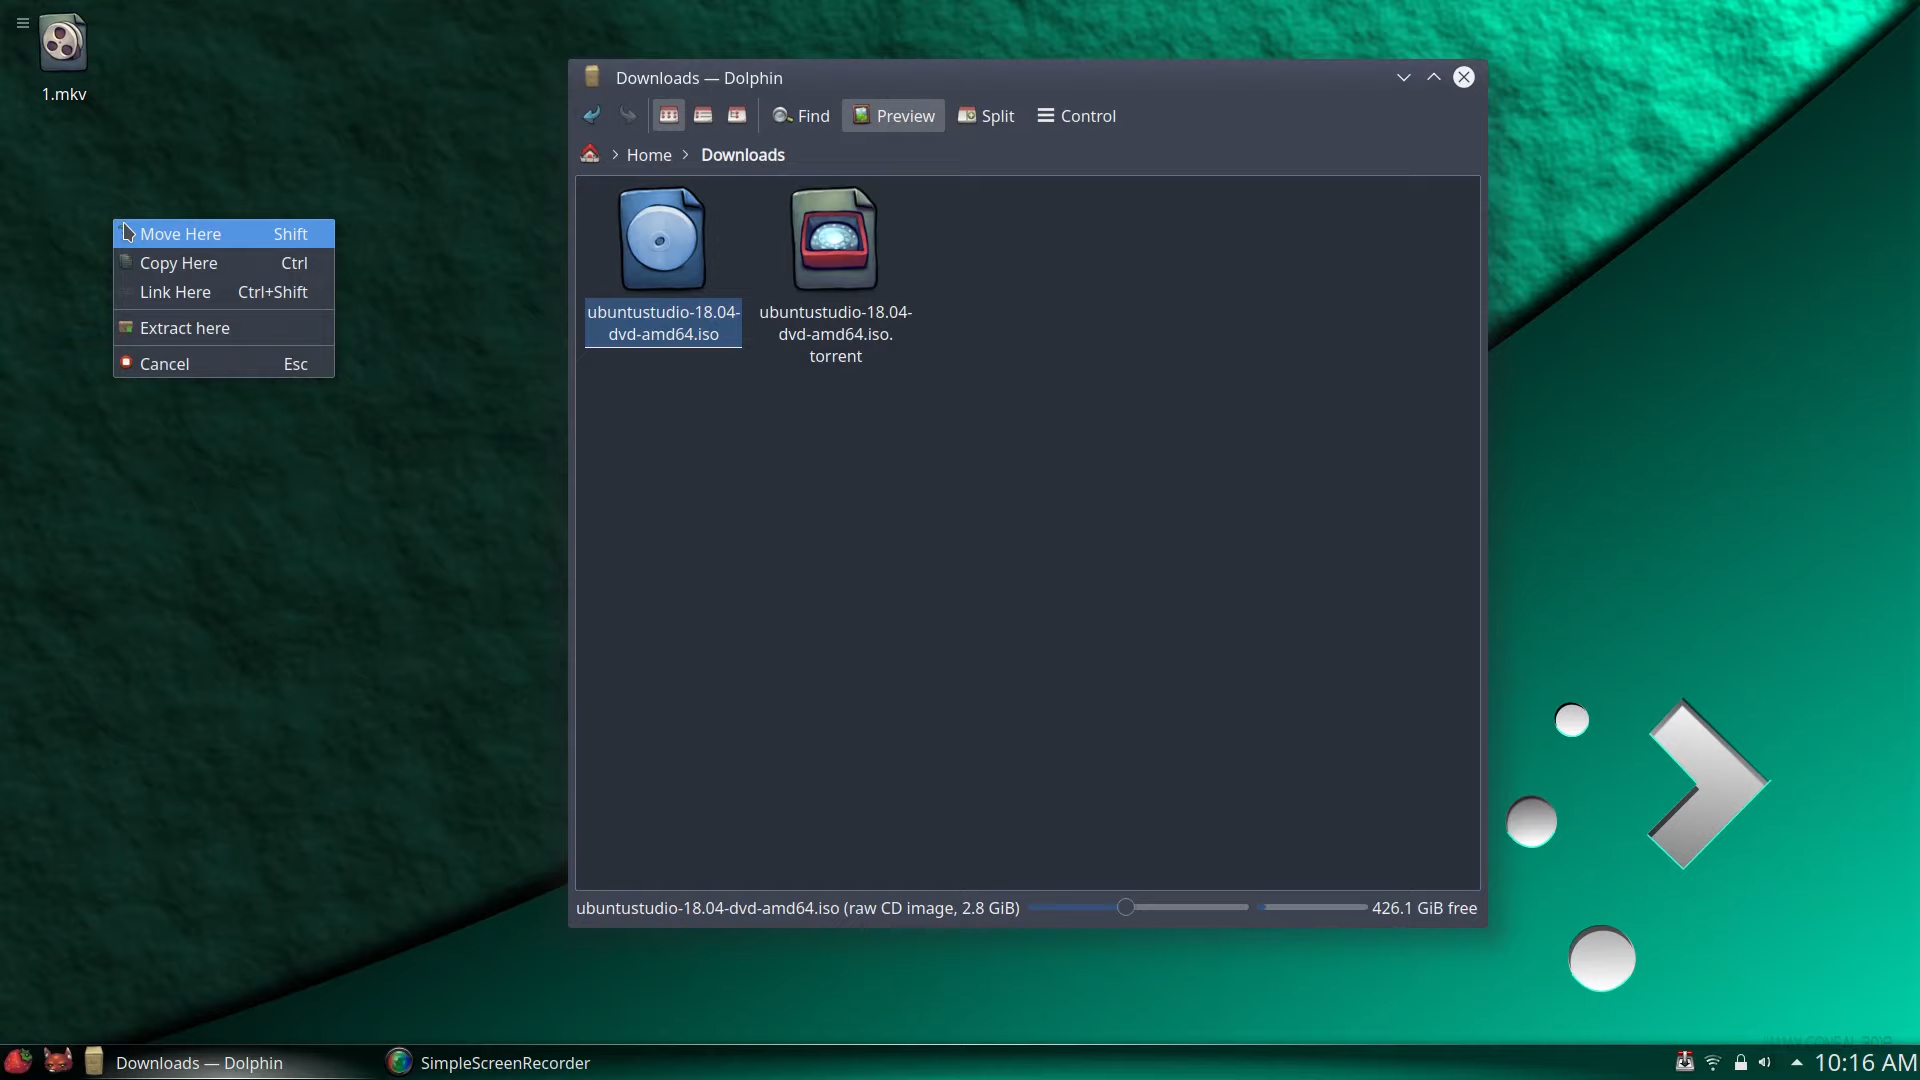 1.mkv
Move Here Shift
Copy Here Ctrl
Link Here Ctrl+Shift
Extract here
Cancel Esc
Downloads — Dolphin
Find Preview Split Control
Home > Downloads
ubuntustudio-18.04-
dvd-amd64.iso
ubuntustudio-18.04-
dvd-amd64.iso.
torrent
ubuntustudio-18.04-dvd-amd64.iso (raw CD image, 2.8 GiB) 426.1 GiB free
Downloads — Dolphin SimpleScreenRecorder 10:16 AM